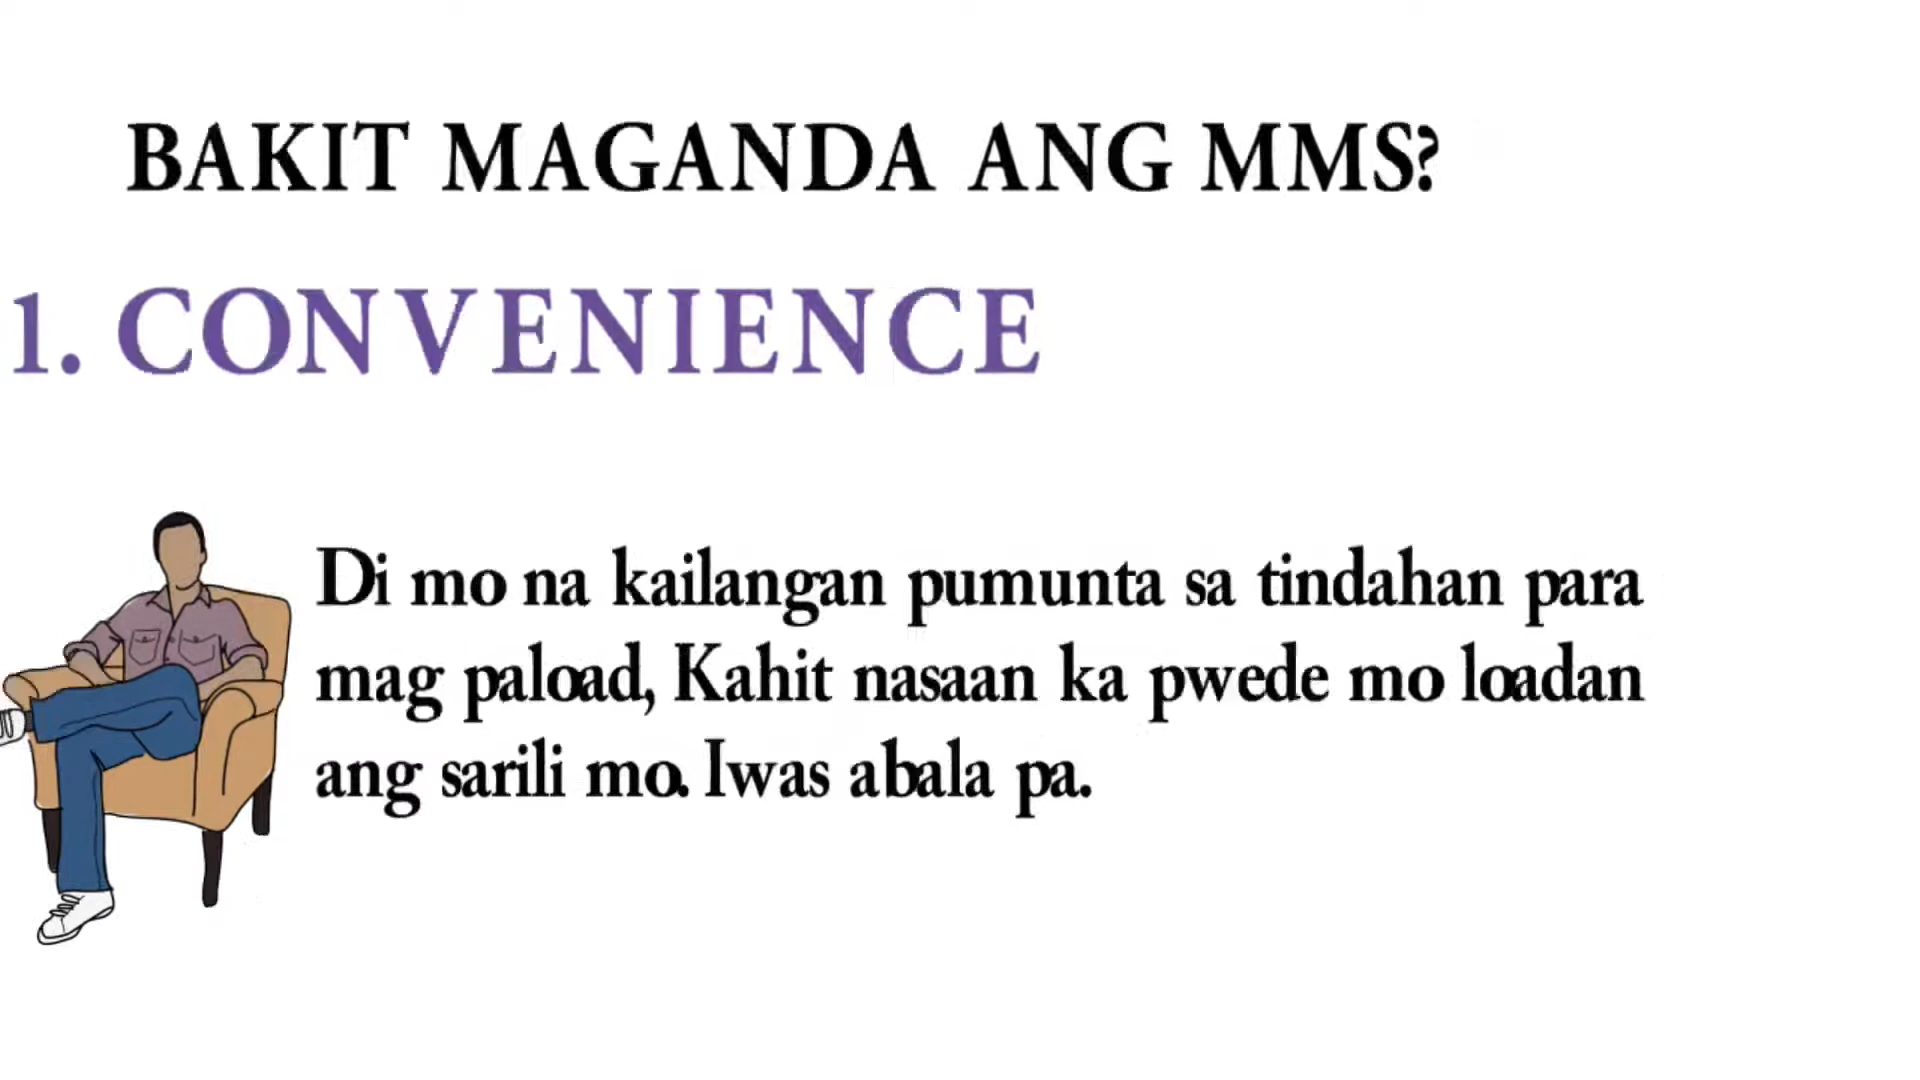 BAKIT MAGANDA ANG MMS?
1. CONVENIENCE
Di mo na kailangan pumunta sa tindahan para
mag paload, Kahit nasaan ka pwede mo loadan
ang sarili mo. Iwas abala pa.